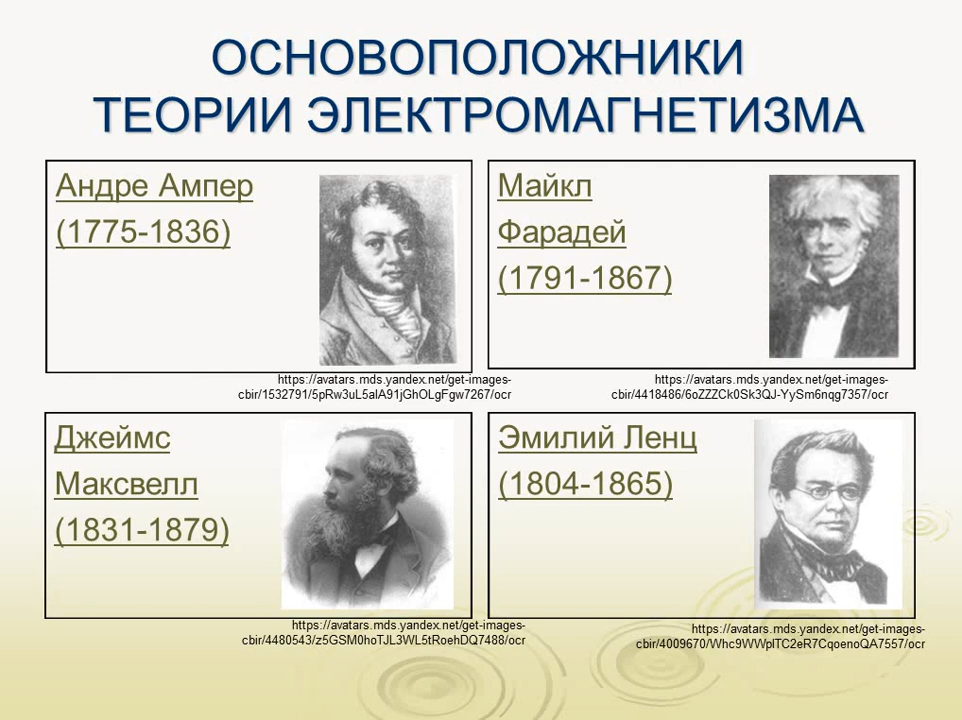 ОСНОВОПОЛОЖНИКИ
ТЕОРИИ ЭЛЕКТРОМАГНЕТИЗМА
Андре Ампер
(1775-1836)
https://avatars.mds.yandex.net/get-images-
cbir/1532791/5pRw3uL5alA91jGhOLgFgw7267/ocr
Майкл
Фарадей
(1791-1867)
https://avatars.mds.yandex.net/get-images-
cbir/4418486/6oZZZCk0Sk3QJ-YySm6nqg7357/ocr
Джеймс
Максвелл
(1831-1879)
https://avatars.mds.yandex.net/get-images-
cbir/4480543/z5GSM0hoTJL3WL5tRoehDQ7488/ocr
Эмилий Ленц
(1804-1865)
https://avatars.mds.yandex.net/get-images-
cbir/4009670/Whc9WWplTC2eR7CqoenoQA7557/ocr